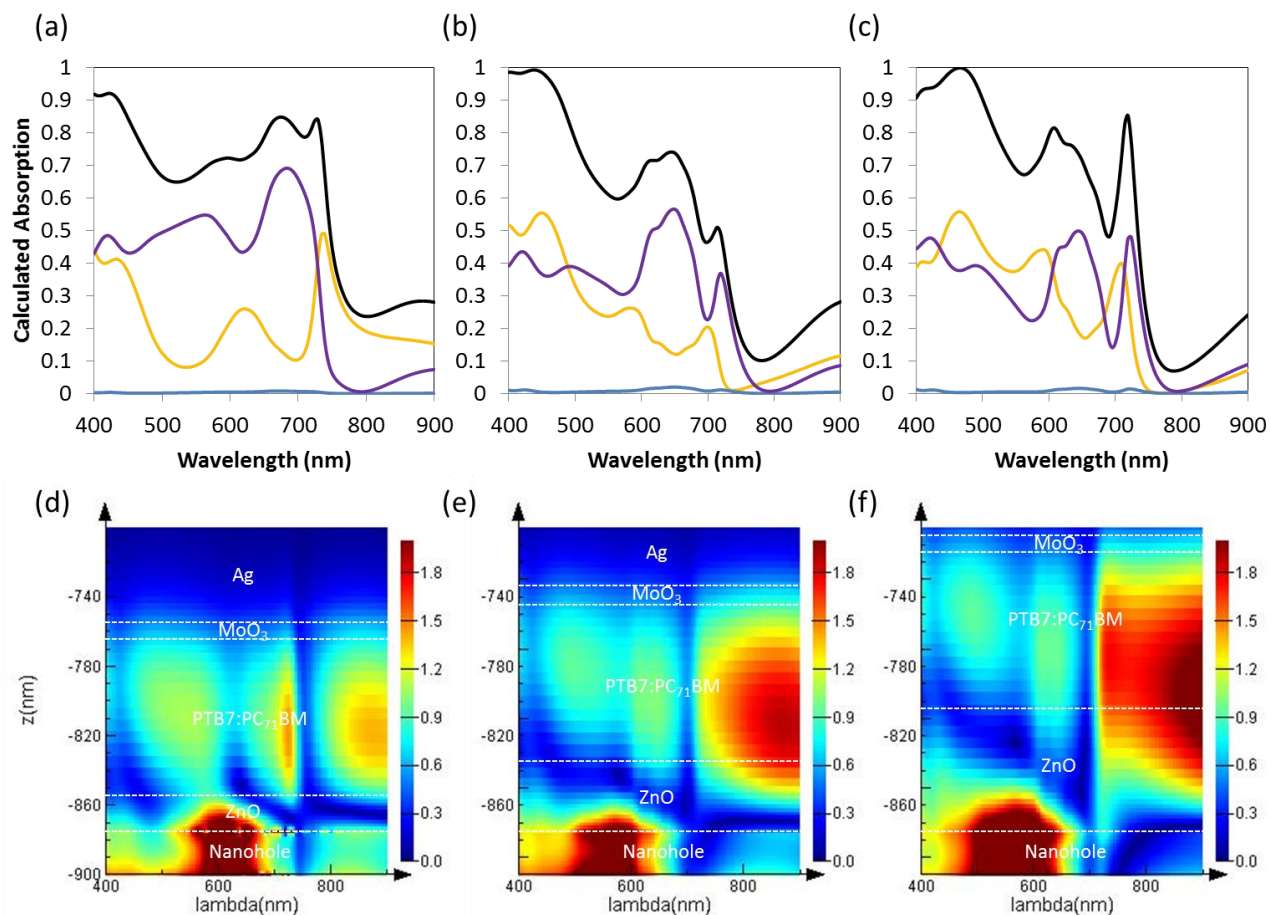 (a)
(b)
(c)
Calculated Absorption
1
0.9
0.8
0.7
0.6
0.5
0.4
0.3
0.2
0.1
0
400 500 600 700 800 900
Wavelength (nm)
1
0.9
0.8
0.7
0.6
0.5
0.4
0.3
0.2
0.1
0
400 500 600 700 800 900
Wavelength (nm)
1
0.9
0.8
0.7
0.6
0.5
0.4
0.3
0.2
0.1
0
400 500 600 700 800 900
Wavelength (nm)
(d)
z(nm)
-740
-780
-820
-860
-900
Ag
MoO₃
PTB7:PC₇₁BM
ZnO
Nanohole
400 600 800
lambda(nm)
1.8
1.5
1.2
0.9
0.6
0.3
0.0
(e)
Ag
MoO₃
PTB7:PC₇₁BM
ZnO
Nanohole
400 600 800
lambda(nm)
1.8
1.5
1.2
0.9
0.6
0.3
0.0
(f)
-740
-780
-820
-860
-900
MoO₃
PTB7:PC₇₁BM
ZnO
Nanohole
400 600 800
lambda(nm)
1.8
1.5
1.2
0.9
0.6
0.3
0.0